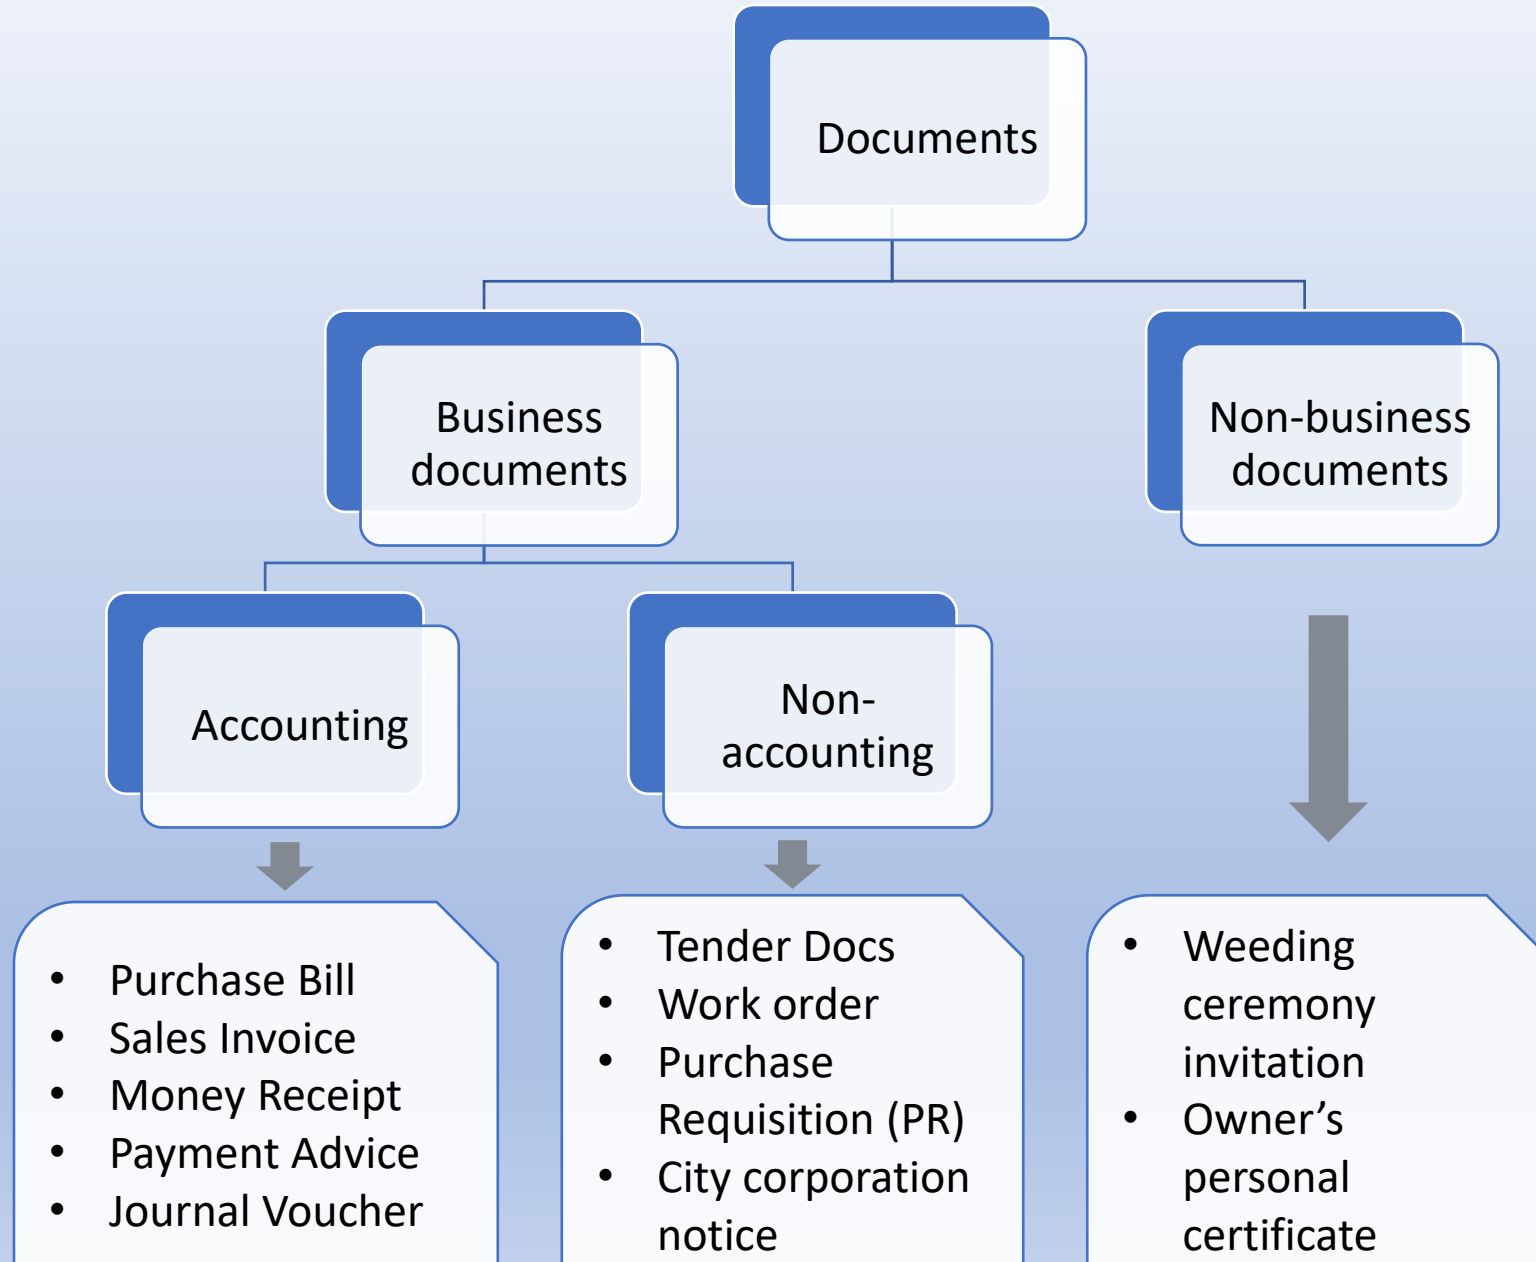 Documents
Business
documents
Non-business
documents
Accounting
Non-
accounting
• Purchase Bill
• Sales Invoice
• Money Receipt
• Payment Advice
• Journal Voucher
• Tender Docs
• Work order
• Purchase
Requisition (PR)
• City corporation
notice
• Weeding
ceremony
invitation
• Owner’s
personal
certificate